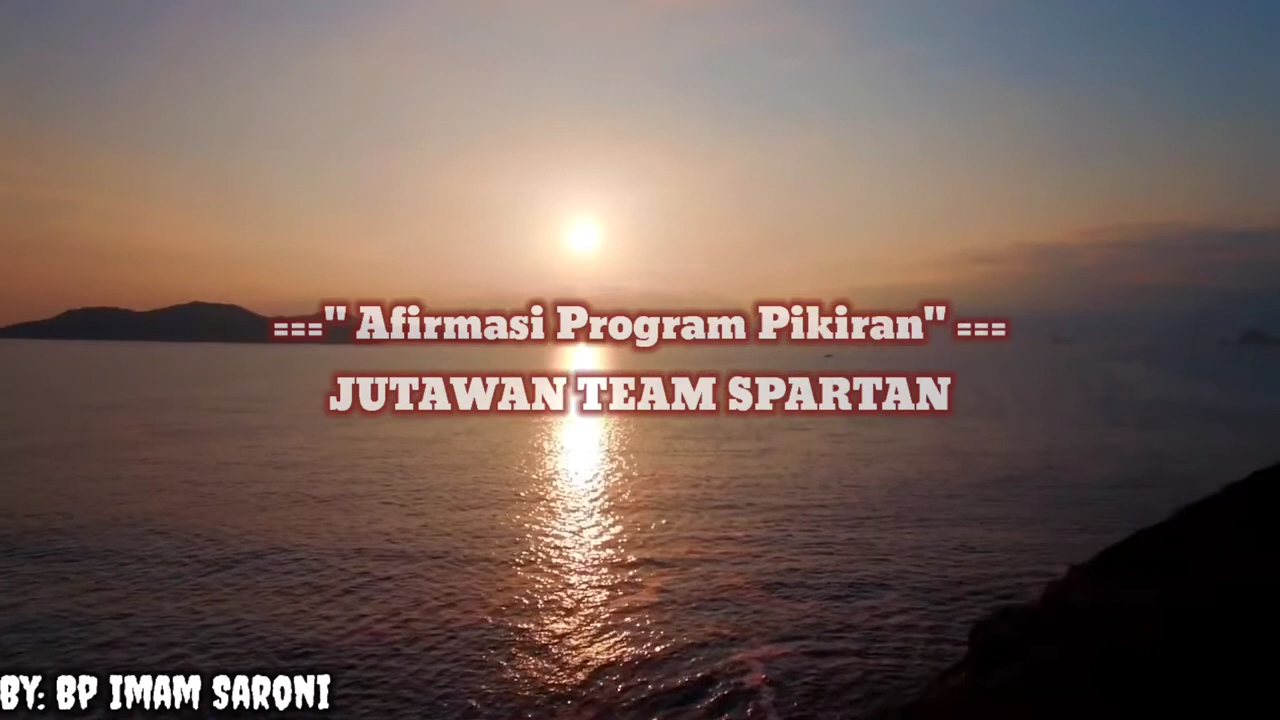 ===" Afirmasi Program Pikiran" ===
JUTAWAN TEAM SPARTAN
BY: BP IMAM SARONI